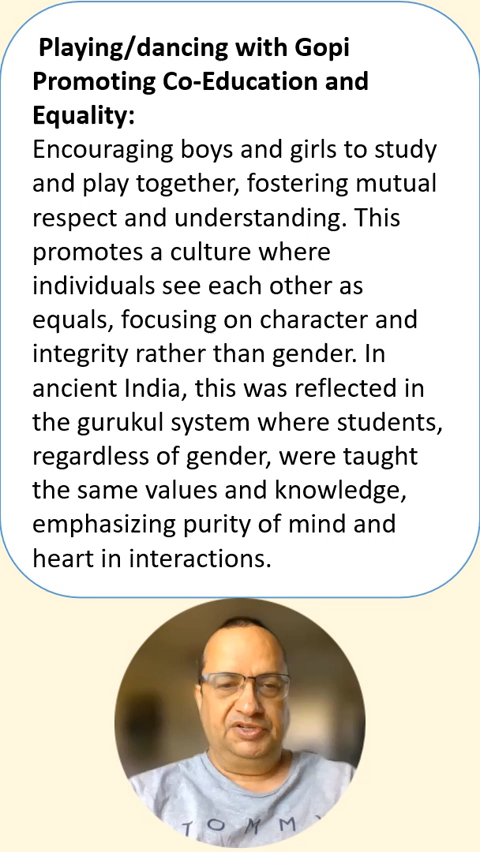 Playing/dancing with Gopi
Promoting Co-Education and
Equality:
Encouraging boys and girls to study
and play together, fostering mutual
respect and understanding. This
promotes a culture where
individuals see each other as
equals, focusing on character and
integrity rather than gender. In
ancient India, this was reflected in
the gurukul system where students,
regardless of gender, were taught
the same values and knowledge,
emphasizing purity of mind and
heart in interactions.
TOMM